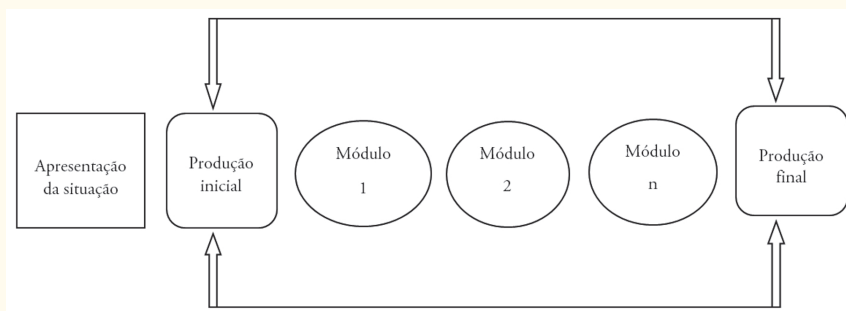 Apresentação
da situação
Produção
inicial
Módulo
1
Módulo
2
Módulo
n
Produção
final